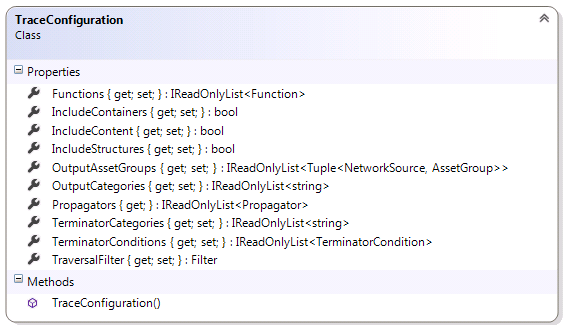 TraceConfiguration
Class
Properties
Functions { get; set; } : IReadOnlyList<Function>
IncludeContainers { get; set; } : bool
IncludeContent { get; set; } : bool
IncludeStructures { get; set; } : bool
OutputAssetGroups { get; set; } : IReadOnlyList<Tuple<NetworkSource, AssetGroup>>
OutputCategories { get; set; } : IReadOnlyList<string>
Propagators { get; } : IReadOnlyList<Propagator>
TerminatorCategories { get; set; } : IReadOnlyList<string>
TerminatorConditions { get; set; } : IReadOnlyList<TerminatorCondition>
TraversalFilter { get; set; } : Filter
Methods
TraceConfiguration()